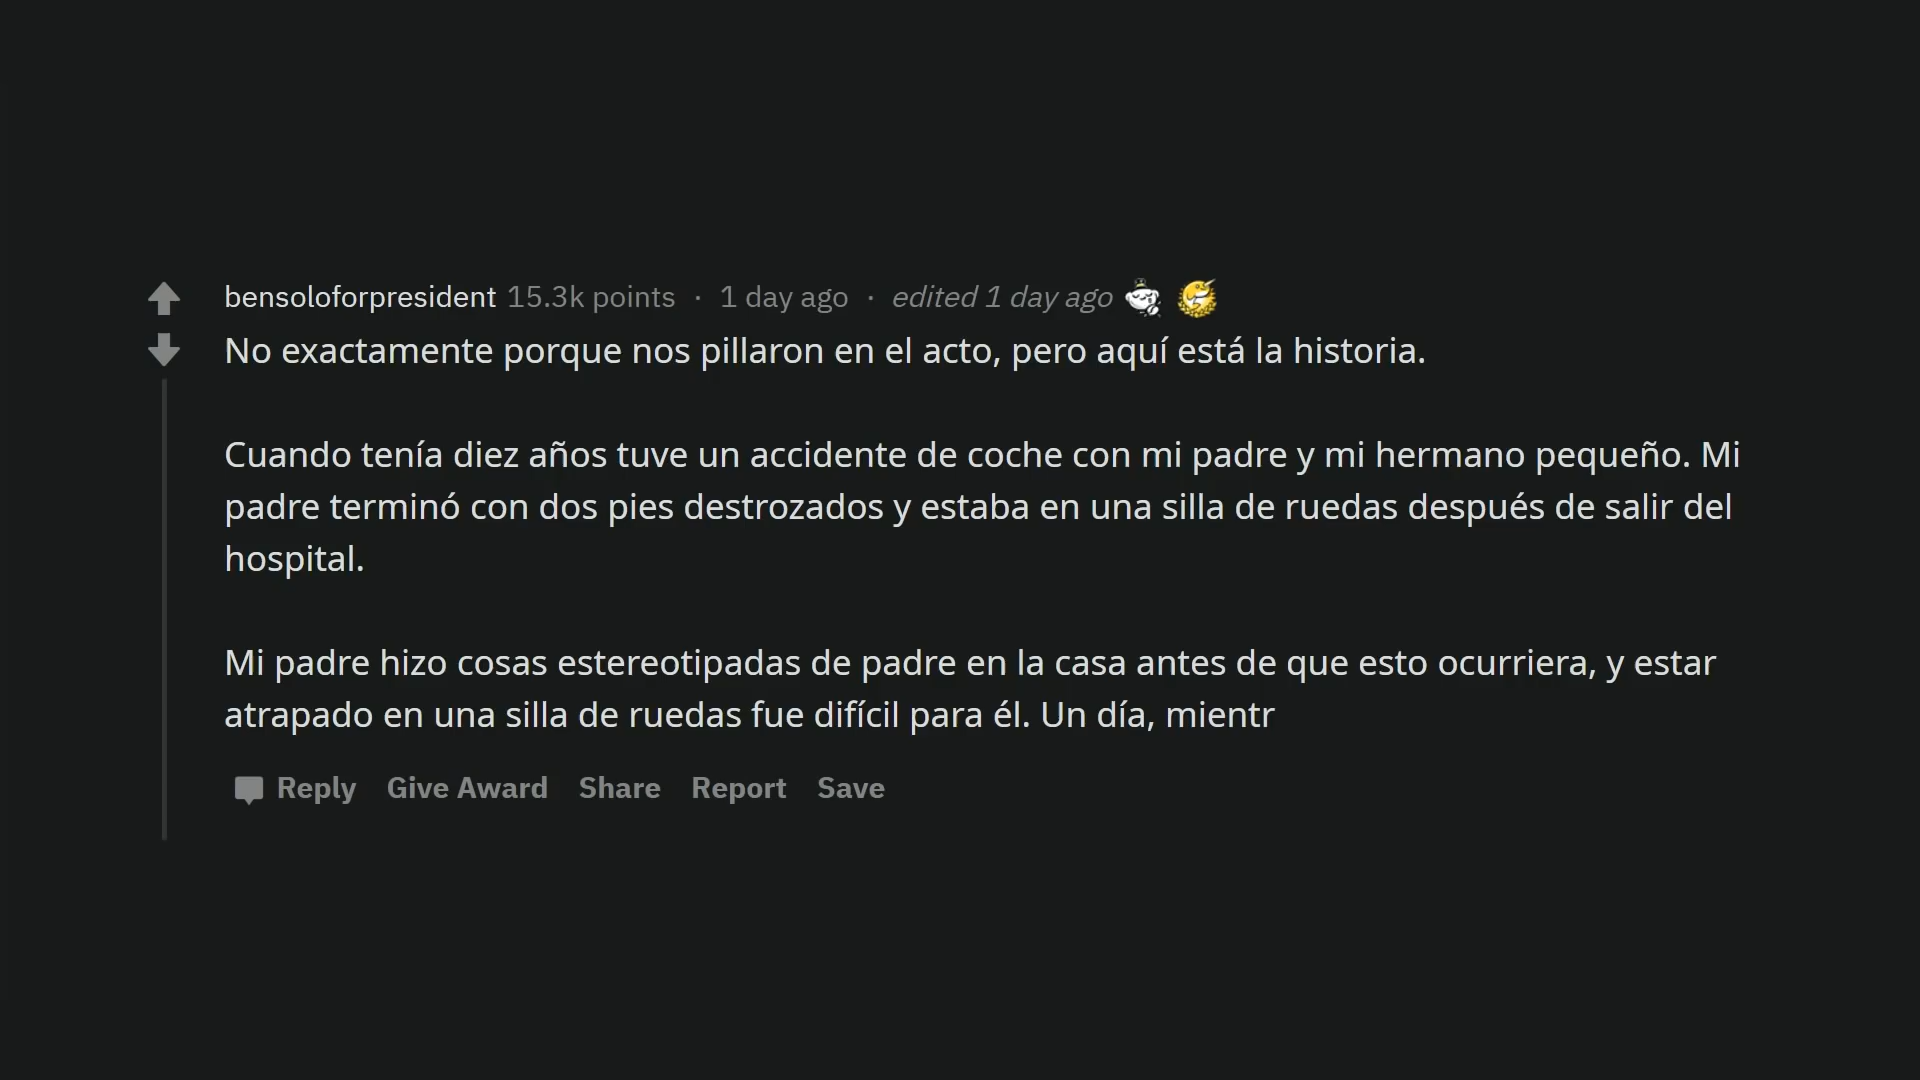 bensoloforpresident 15.3k points · 1 day ago · edited 1 day ago
No exactamente porque nos pillaron en el acto, pero aquí está la historia.
Cuando tenía diez años tuve un accidente de coche con mi padre y mi hermano pequeño. Mi
padre terminó con dos pies destrozados y estaba en una silla de ruedas después de salir del
hospital.
Mi padre hizo cosas estereotipadas de padre en la casa antes de que esto ocurriera, y estar
atrapado en una silla de ruedas fue difícil para él. Un día, mientr
Reply Give Award Share Report Save